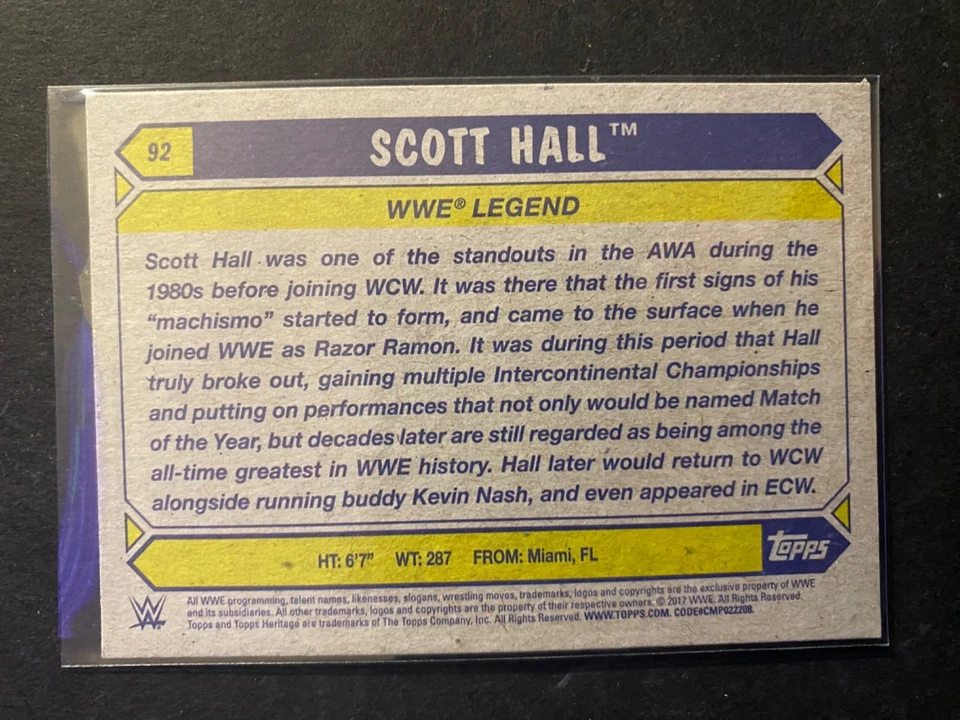 92
SCOTT HALL™
WWE® LEGEND
Scott Hall was one of the standouts in the AWA during the
1980s before joining WCW. It was there that the first signs of his
“machismo” started to form, and came to the surface when he
joined WWE as Razor Ramon. It was during this period that Hall
truly broke out, gaining multiple Intercontinental Championships
and putting on performances that not only would be named Match
of the Year, but decades later are still regarded as being among the
all-time greatest in WWE history. Hall later would return to WCW
alongside running buddy Kevin Nash, and even appeared in ECW.
HT: 6'7” WT: 287 FROM: Miami, FL
topps
W
All WWE programming, talent names, likenesses, slogans, wrestling moves, trademarks, logos and copyrights are the exclusive property of WWE
and its subsidiaries. All other trademarks, logos and copyrights are the property of their respective owners. © 2017 WWE. All Rights Reserved.
Topps and Topps Heritage are trademarks of The Topps Company, Inc. All Rights Reserved. WWW.TOPPS.COM. CODE#CMP022208.